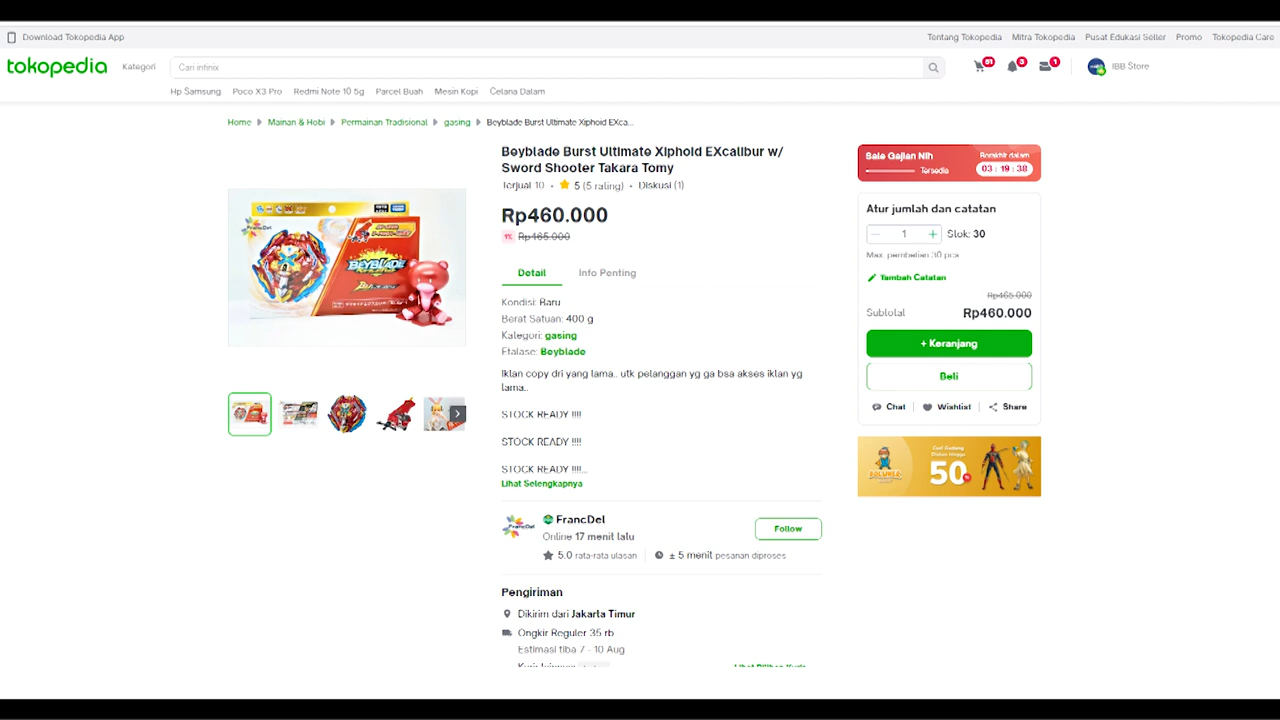 Download Tokopedia App
Tentang Tokopedia Mitra Tokopedia Pusat Edukasi Seller Promo Tokopedia Care
tokopedia Kategori Cari infinix 51 3 1 IBB Store
Hp Samsung Poco X3 Pro Redmi Note 10 5g Parcel Buah Mesin Kopi Celana Dalam
Home Mainan & Hobi Permainan Tradisional gasing Beyblade Burst Ultimate Xiphoid EXca...
Beyblade Burst Ultimate Xiphoid EXcalibur w/
Sword Shooter Takara Tomy
Terjual 10 • 5 (5 rating) • Diskusi (1)
Rp460.000
1% Rp465.000
Detail Info Penting
Kondisi: Baru
Berat Satuan: 400 g
Kategori: gasing
Etalase: Beyblade
Iklan copy dri yang lama.. utk pelanggan yg ga bsa akses iklan yg
lama..
STOCK READY !!!!
STOCK READY !!!!
STOCK READY !!!!...
Lihat Selengkapnya
FrancDel
Follow
Online 17 menit lalu
5.0 rata-rata ulasan ± 5 menit pesanan diproses
Pengiriman
Dikirim dari Jakarta Timur
Ongkir Reguler 35 rb
Estimasi tiba 7 - 10 Aug
FrancDel
BEYBLADE
Sale Gajian Nih
Berakhir dalam
Tersedia
03 : 19 : 38
Atur jumlah dan catatan
1 Stok: 30
Max. pembelian 30 pcs
Tambah Catatan
Rp465.000
Subtotal Rp460.000
+ Keranjang
Beli
Chat Wishlist Share
50